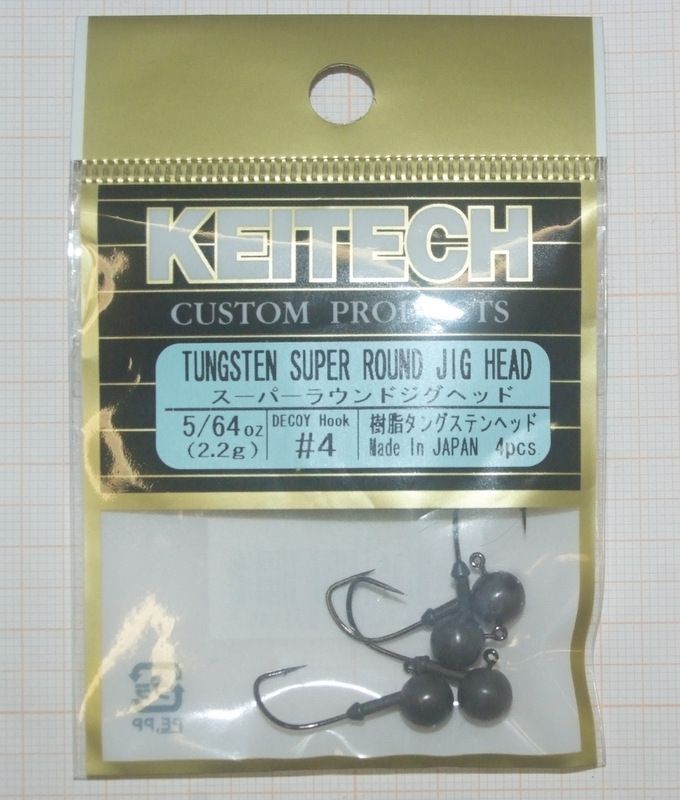 KEITECH
CUSTOM PRODUCTS
TUNGSTEN SUPER ROUND JIG HEAD
スーパーラウンドジグヘッド
5/64oz
(2.2g)
DECOY Hook
#4
樹脂タングステンヘッド
Made In JAPAN 4pcs.
PE,PP